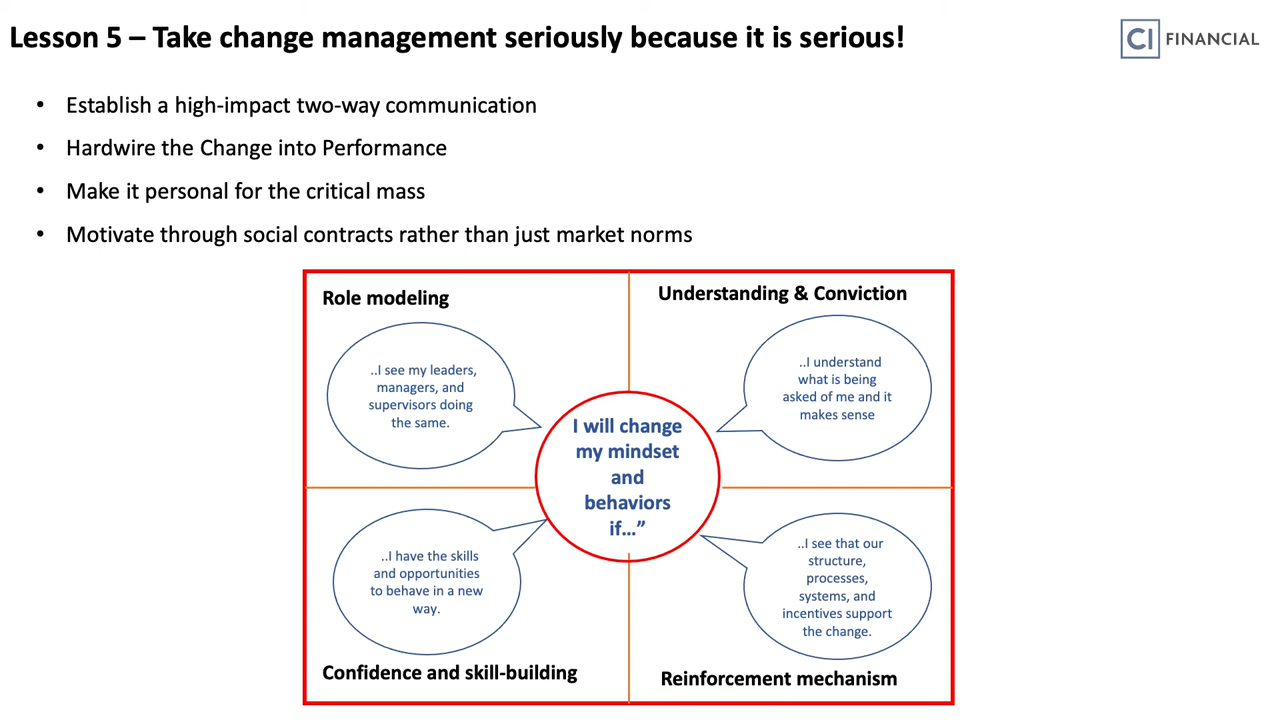 Lesson 5 – Take change management seriously because it is serious!
CI FINANCIAL
• Establish a high-impact two-way communication
• Hardwire the Change into Performance
• Make it personal for the critical mass
• Motivate through social contracts rather than just market norms
Role modeling
..I see my leaders,
managers, and
supervisors doing
the same.
Understanding & Conviction
..I understand
what is being
asked of me and it
makes sense
I will change
my mindset
and
behaviors
if…”
..I have the skills
and opportunities
to behave in a new
way.
Confidence and skill-building
..I see that our
structure,
processes,
systems, and
incentives support
the change.
Reinforcement mechanism